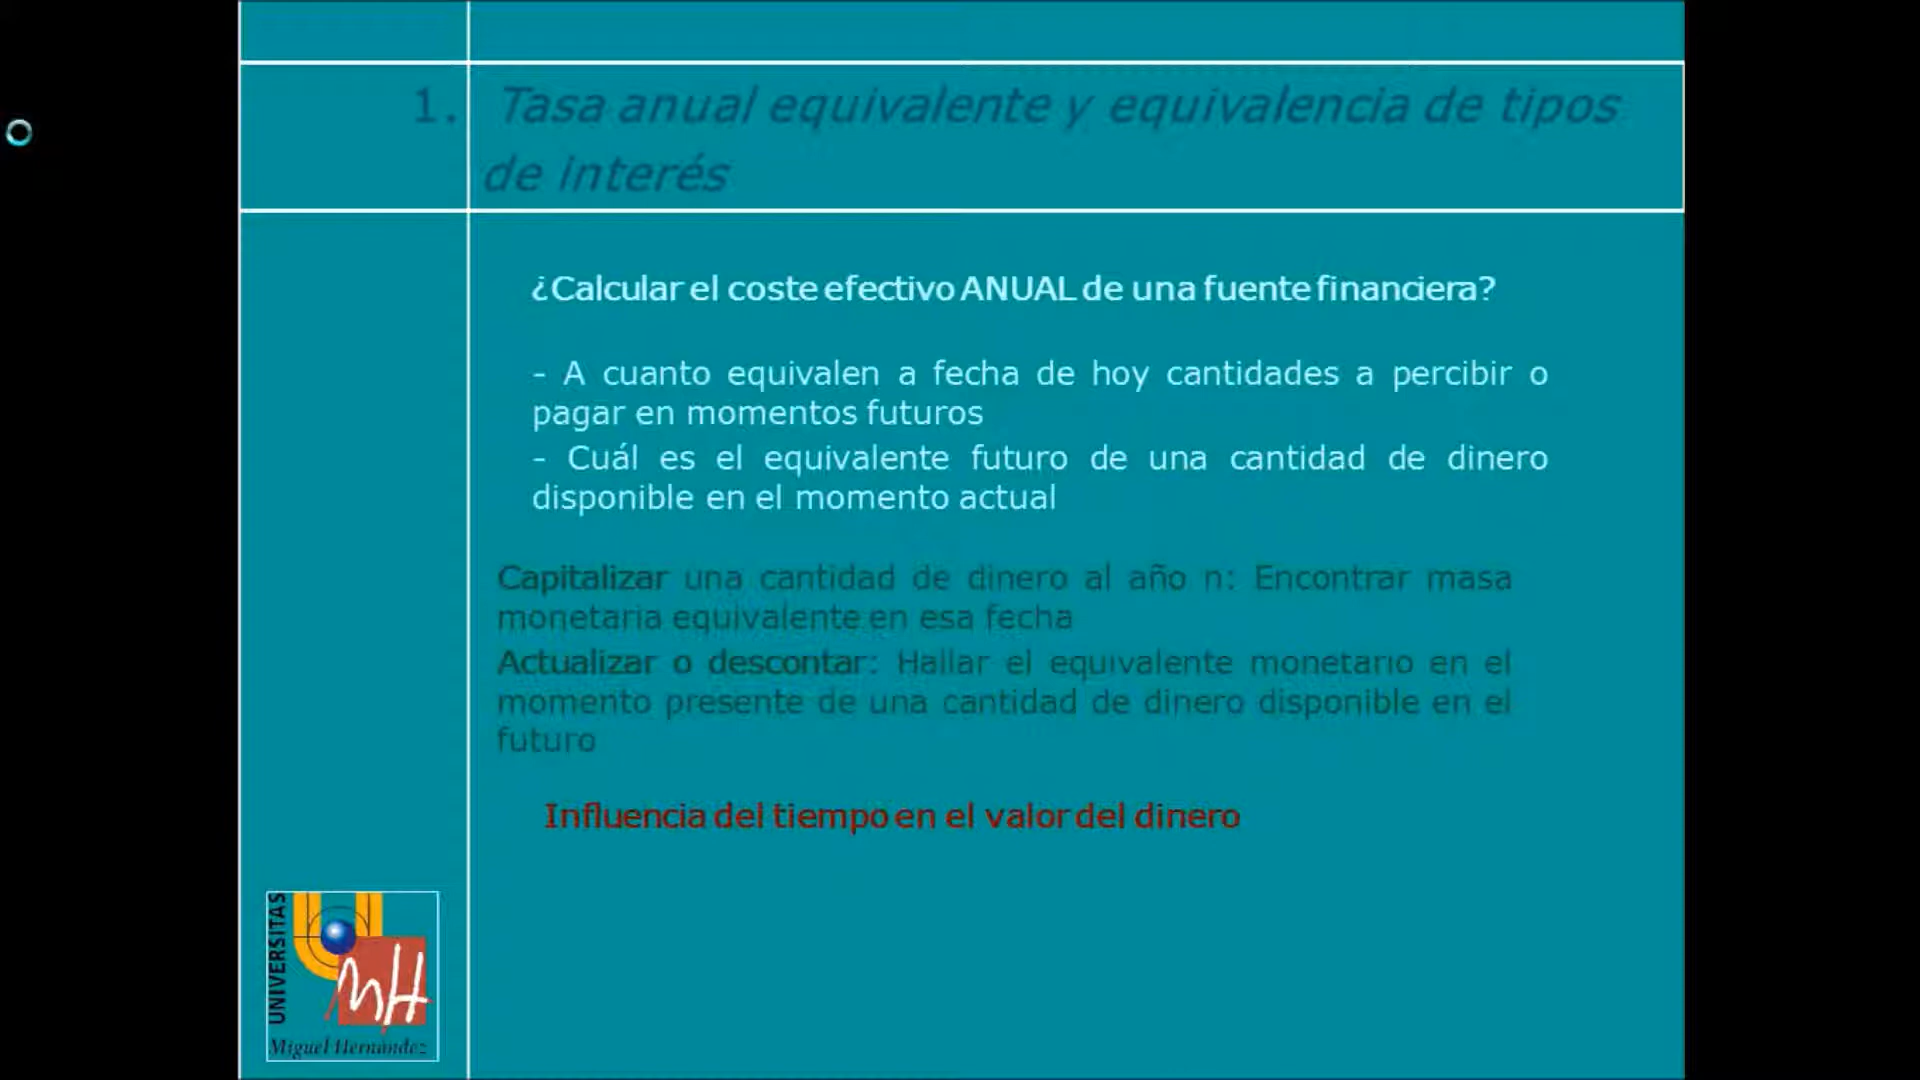 1. Tasa anual equivalente y equivalencia de tipos
de interés
¿Calcular el coste efectivo ANUAL de una fuente financiera?
- A cuanto equivalen a fecha de hoy cantidades a percibir o
pagar en momentos futuros
- Cuál es el equivalente futuro de una cantidad de dinero
disponible en el momento actual
Capitalizar una cantidad de dinero al año n: Encontrar masa
monetaria equivalente en esa fecha
Actualizar o descontar: Hallar el equivalente monetario en el
momento presente de una cantidad de dinero disponible en el
futuro
Influencia del tiempo en el valor del dinero
UNIVERSITAS
MH
Miguel Hernández